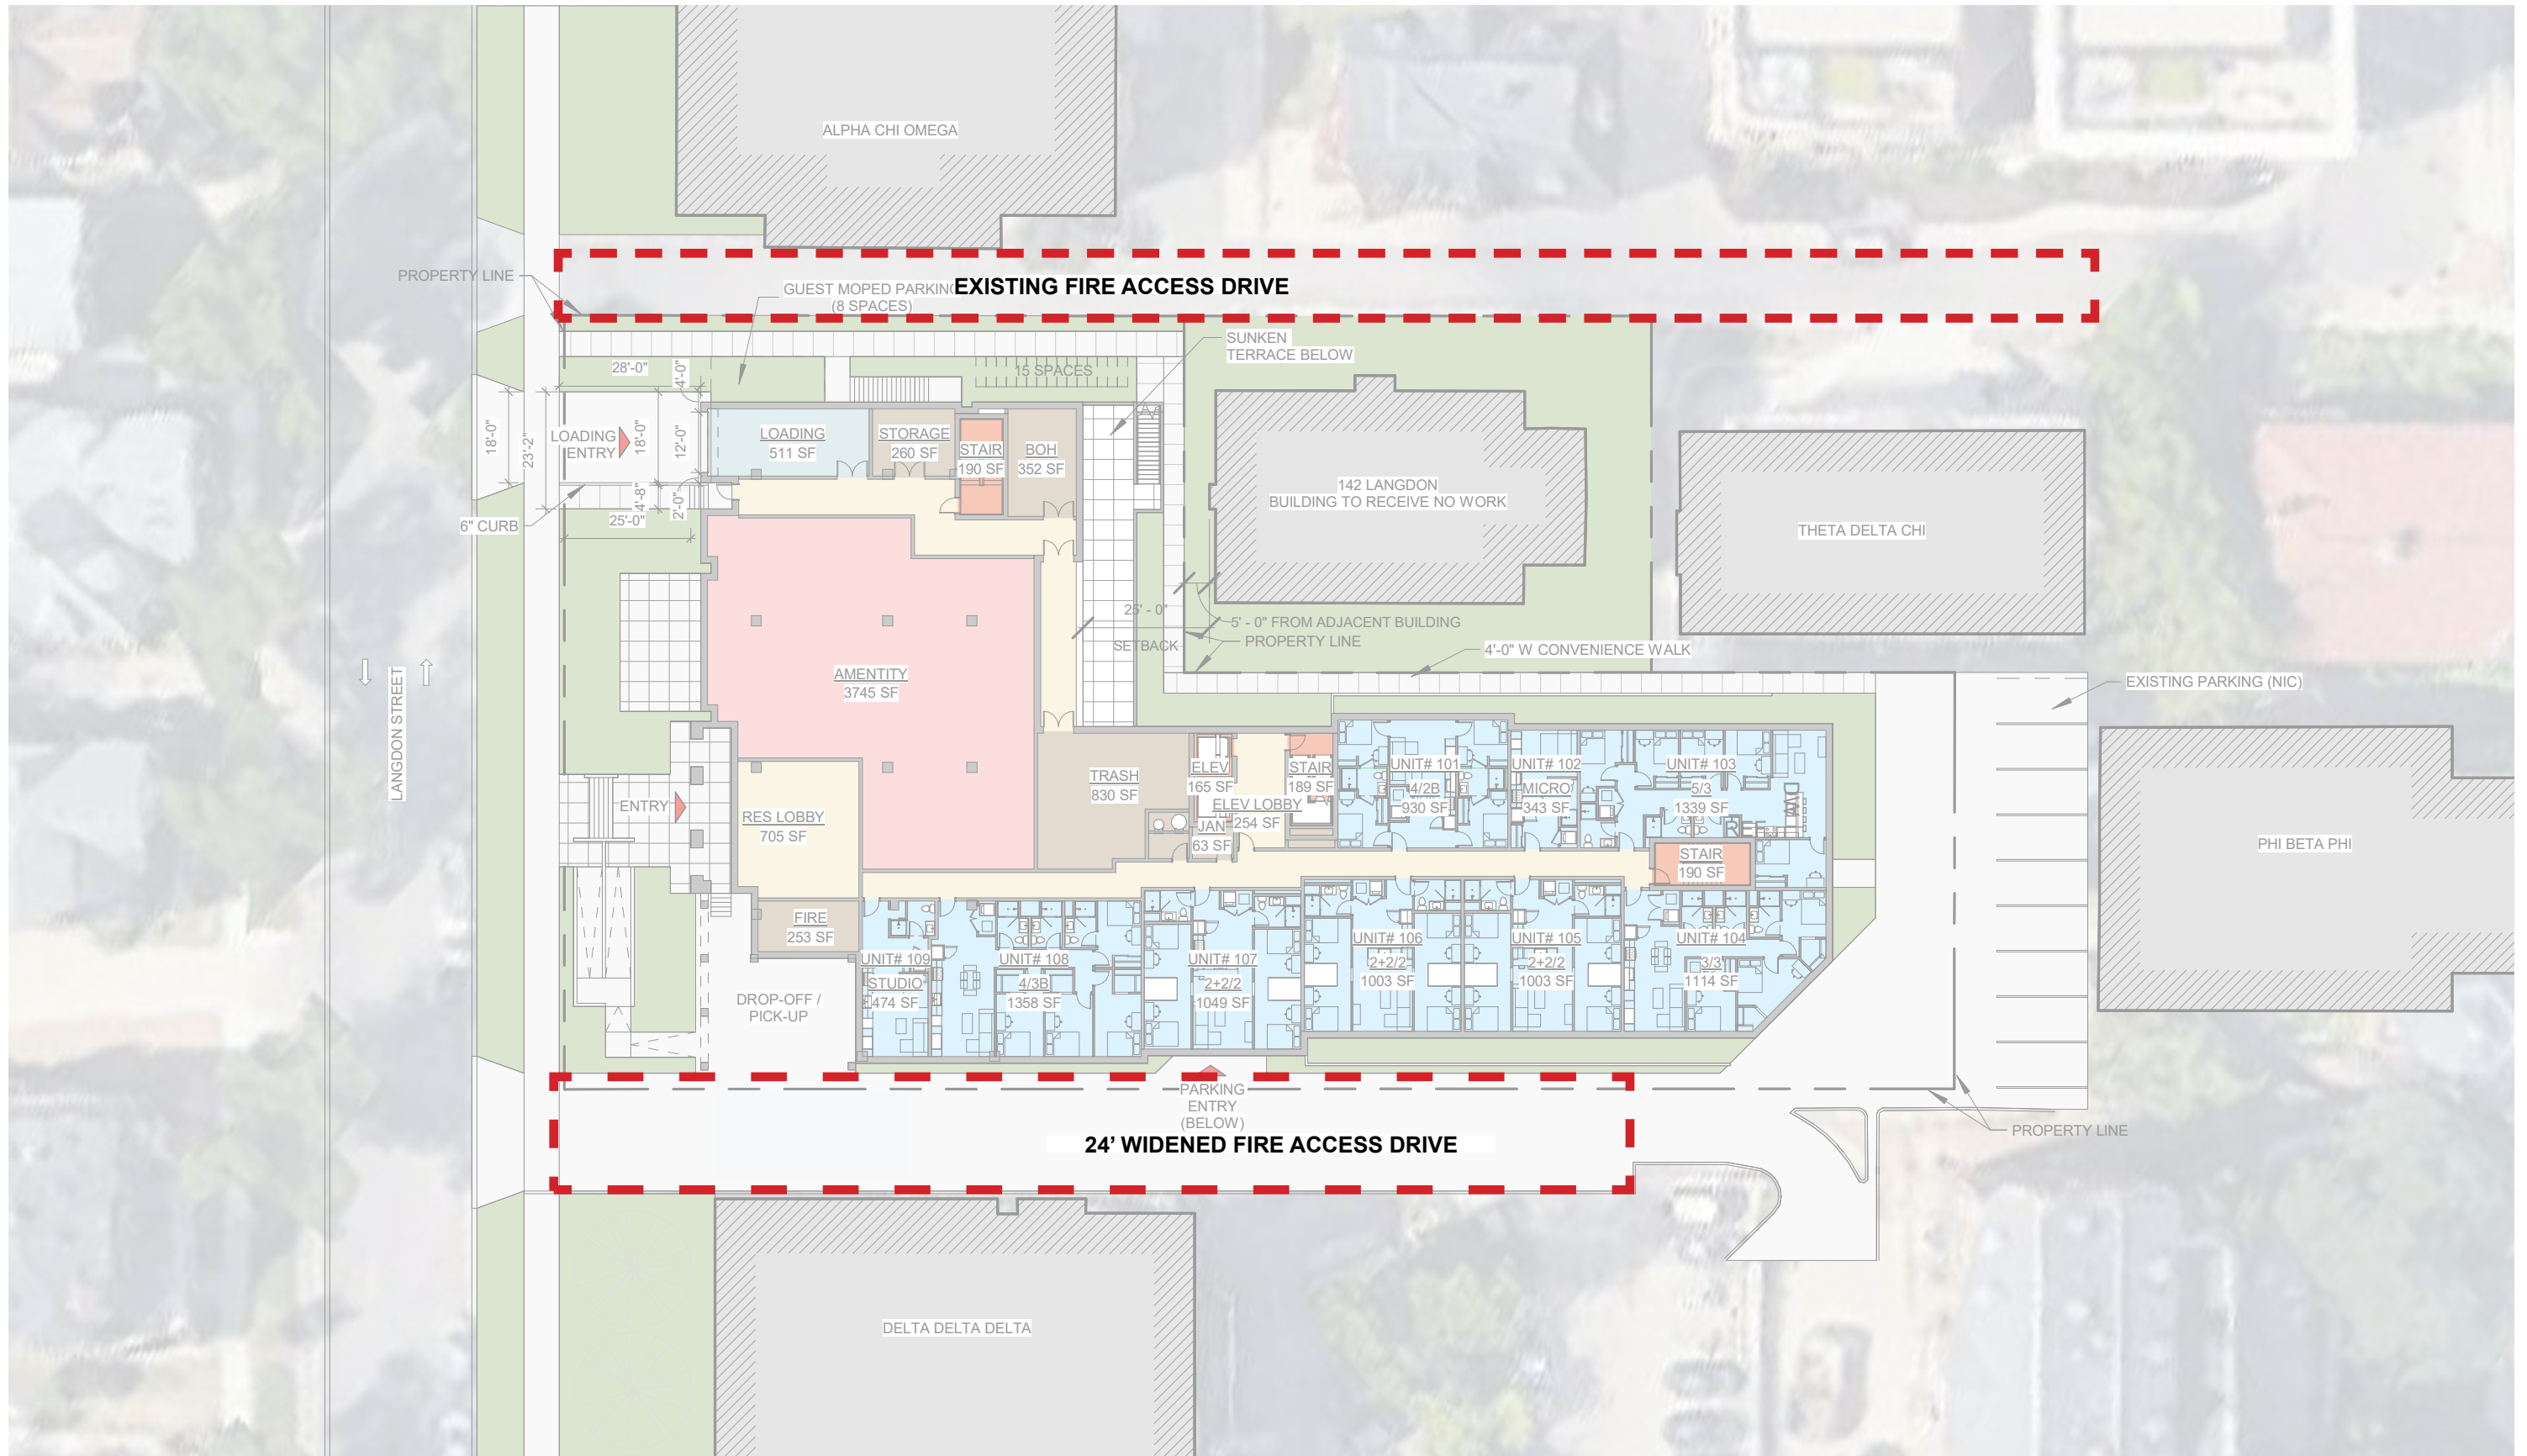 ALPHA CHI OMEGA
PROPERTY LINE
GUEST MOPED PARKING
(8 SPACES)
EXISTING FIRE ACCESS DRIVE
SUNKEN
TERRACE BELOW
28'-0"
4'-0"
15 SPACES
18'-0"
23'-2"
LOADING
ENTRY
18'-0"
12'-0"
LOADING
511 SF
STORAGE
260 SF
STAIR
190 SF
BOH
352 SF
142 LANGDON
BUILDING TO RECEIVE NO WORK
THETA DELTA CHI
4'-8"
2'-0"
6" CURB
25'-0"
25' - 0"
SETBACK
5' - 0" FROM ADJACENT BUILDING
PROPERTY LINE
4'-0" W CONVENIENCE WALK
EXISTING PARKING (NIC)
LANGDON STREET
AMENTITY
3745 SF
ENTRY
RES LOBBY
705 SF
TRASH
830 SF
ELEV
165 SF
ELEV LOBBY
254 SF
JAN
63 SF
STAIR
189 SF
UNIT# 101
4/2B
930 SF
UNIT# 102
MICRO
343 SF
UNIT# 103
5/3
1339 SF
STAIR
190 SF
PHI BETA PHI
FIRE
253 SF
DROP-OFF /
PICK-UP
UNIT# 109
STUDIO
474 SF
UNIT# 108
4/3B
1358 SF
UNIT# 107
2+2/2
1049 SF
UNIT# 106
2+2/2
1003 SF
UNIT# 105
2+2/2
1003 SF
UNIT# 104
3/3
1114 SF
PARKING
ENTRY
(BELOW)
24’ WIDENED FIRE ACCESS DRIVE
PROPERTY LINE
DELTA DELTA DELTA